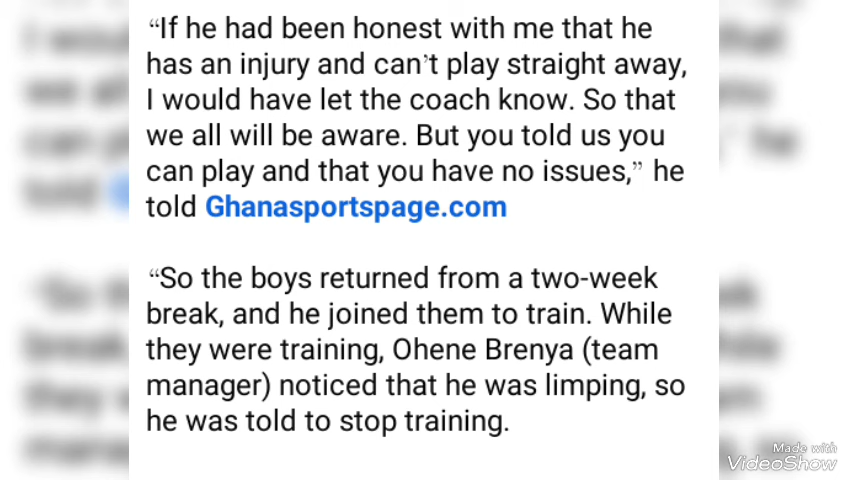 “If he had been honest with me that he
has an injury and can’t play straight away,
I would have let the coach know. So that
we all will be aware. But you told us you
can play and that you have no issues,” he
told Ghanasportspage.com
“So the boys returned from a two-week
break, and he joined them to train. While
they were training, Ohene Brenya (team
manager) noticed that he was limping, so
he was told to stop training.
Made with
VideoShow